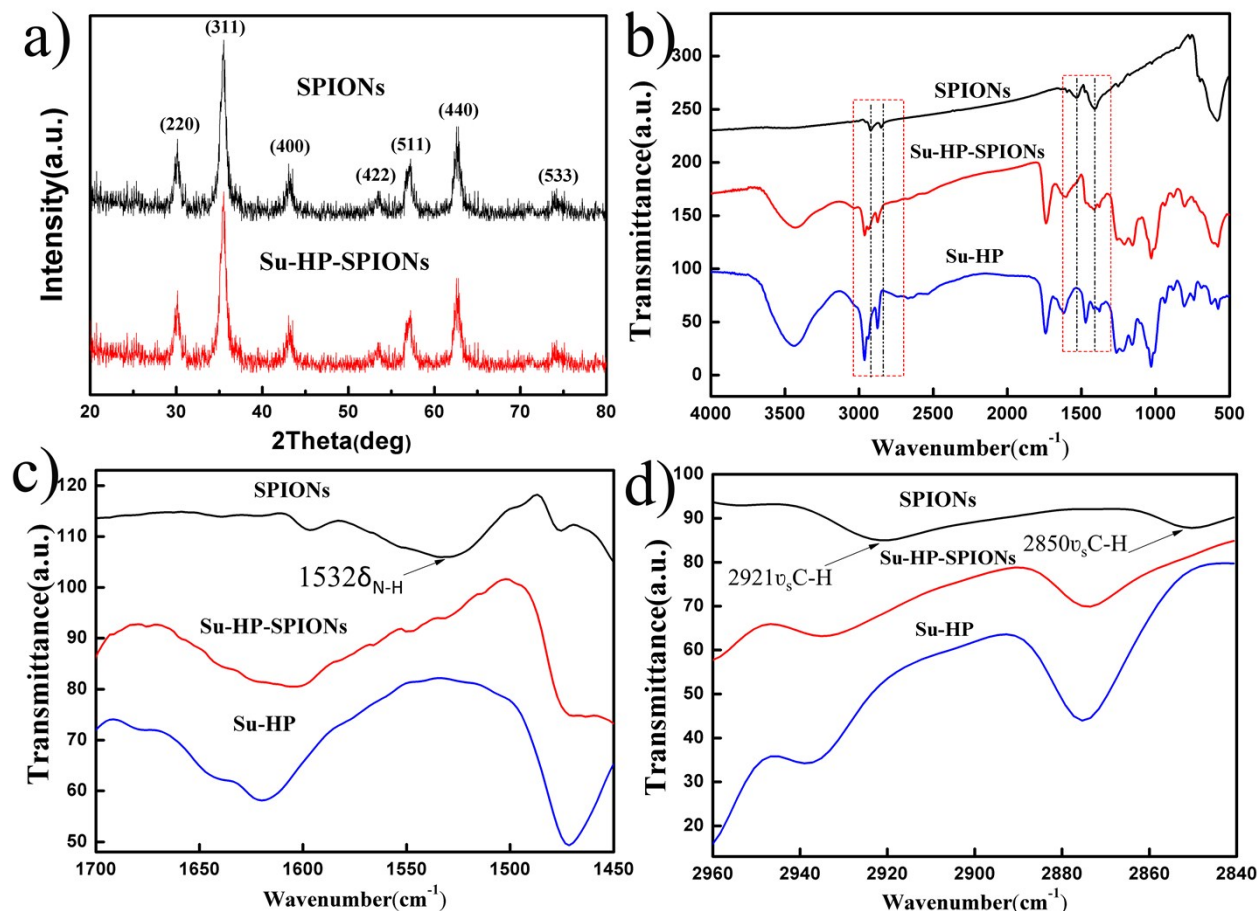 a)
(311)
SPIONs
(220)
(400)
(422)
(511)
(440)
(533)
Su-HP-SPIONs
Intensity(a.u.)
20 30 40 50 60 70 80
2Theta(deg)
b)
300
250
200
150
100
50
0
SPIONs
Su-HP-SPIONs
Su-HP
Transmittance(a.u.)
4000 3500 3000 2500 2000 1500 1000 500
Wavenumber(cm⁻¹)
c)
120
110
100
90
80
70
60
50
SPIONs
1532δN-H
Su-HP-SPIONs
Su-HP
Transmittance(a.u.)
1700 1650 1600 1550 1500 1450
Wavenumber(cm⁻¹)
d)
100
90
80
70
60
50
40
30
20
SPIONs
2921υsC-H
2850υsC-H
Su-HP-SPIONs
Su-HP
Transmittance(a.u.)
2960 2940 2920 2900 2880 2860 2840
Wavenumber(cm⁻¹)